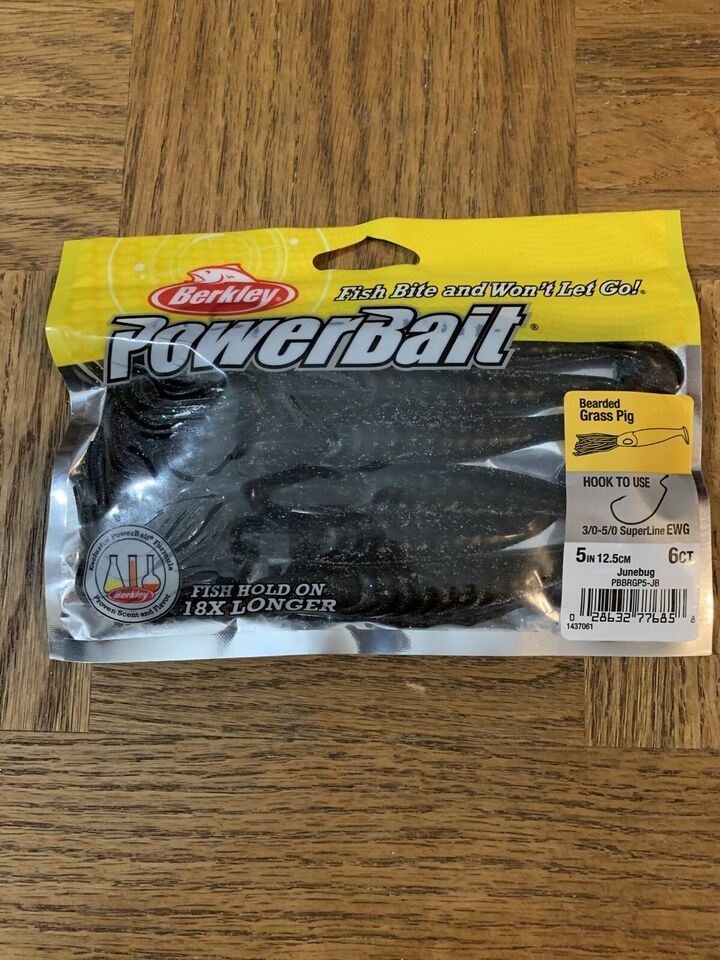 Berkley®
Fish Bite and Won't Let Go!®
PowerBait®
Bearded
Grass Pig
HOOK TO USE
3/0-5/0 SuperLine EWG
5 IN 12.5CM 6CT
Junebug
PBBRGP5-JB
0 28632 77685 8
1437061
Exclusive PowerBait® Formula
Berkley
Proven Scent and Flavor
FISH HOLD ON
18X LONGER